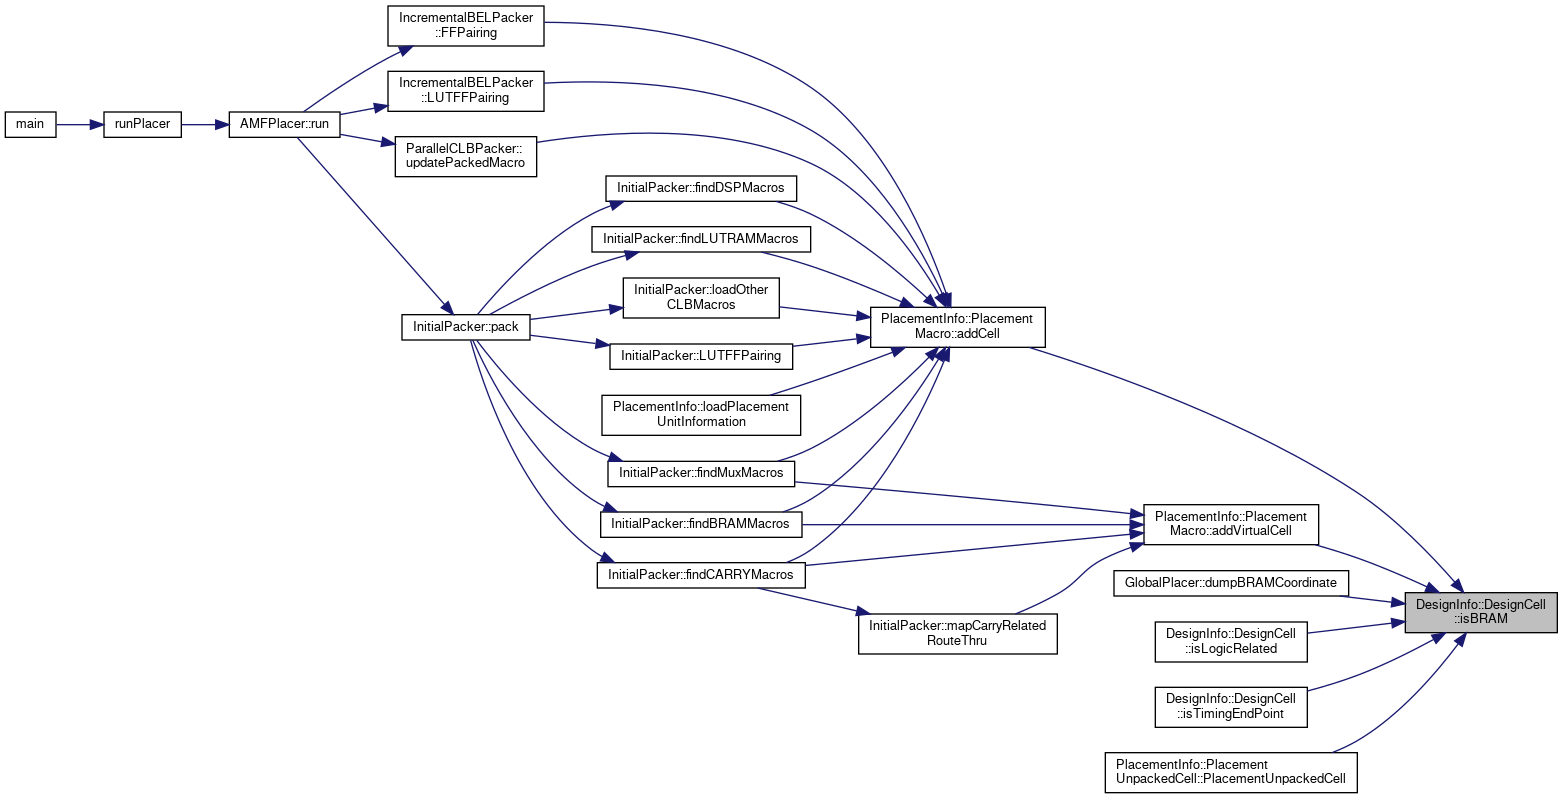 IncrementalBELPacker
::FFPairing
IncrementalBELPacker
::LUTFFPairing
main
runPlacer
AMFPlacer::run
ParallelCLBPacker::
updatePackedMacro
InitialPacker::findDSPMacros
InitialPacker::findLUTRAMMacros
InitialPacker::loadOther
CLBMacros
InitialPacker::pack
PlacementInfo::Placement
Macro::addCell
InitialPacker::LUTFFPairing
PlacementInfo::loadPlacement
UnitInformation
InitialPacker::findMuxMacros
InitialPacker::findBRAMMacros
PlacementInfo::Placement
Macro::addVirtualCell
InitialPacker::findCARRYMacros
GlobalPlacer::dumpBRAMCoordinate
DesignInfo::DesignCell
::isBRAM
InitialPacker::mapCarryRelated
RouteThru
DesignInfo::DesignCell
::isLogicRelated
DesignInfo::DesignCell
::isTimingEndPoint
PlacementInfo::Placement
UnpackedCell::PlacementUnpackedCell